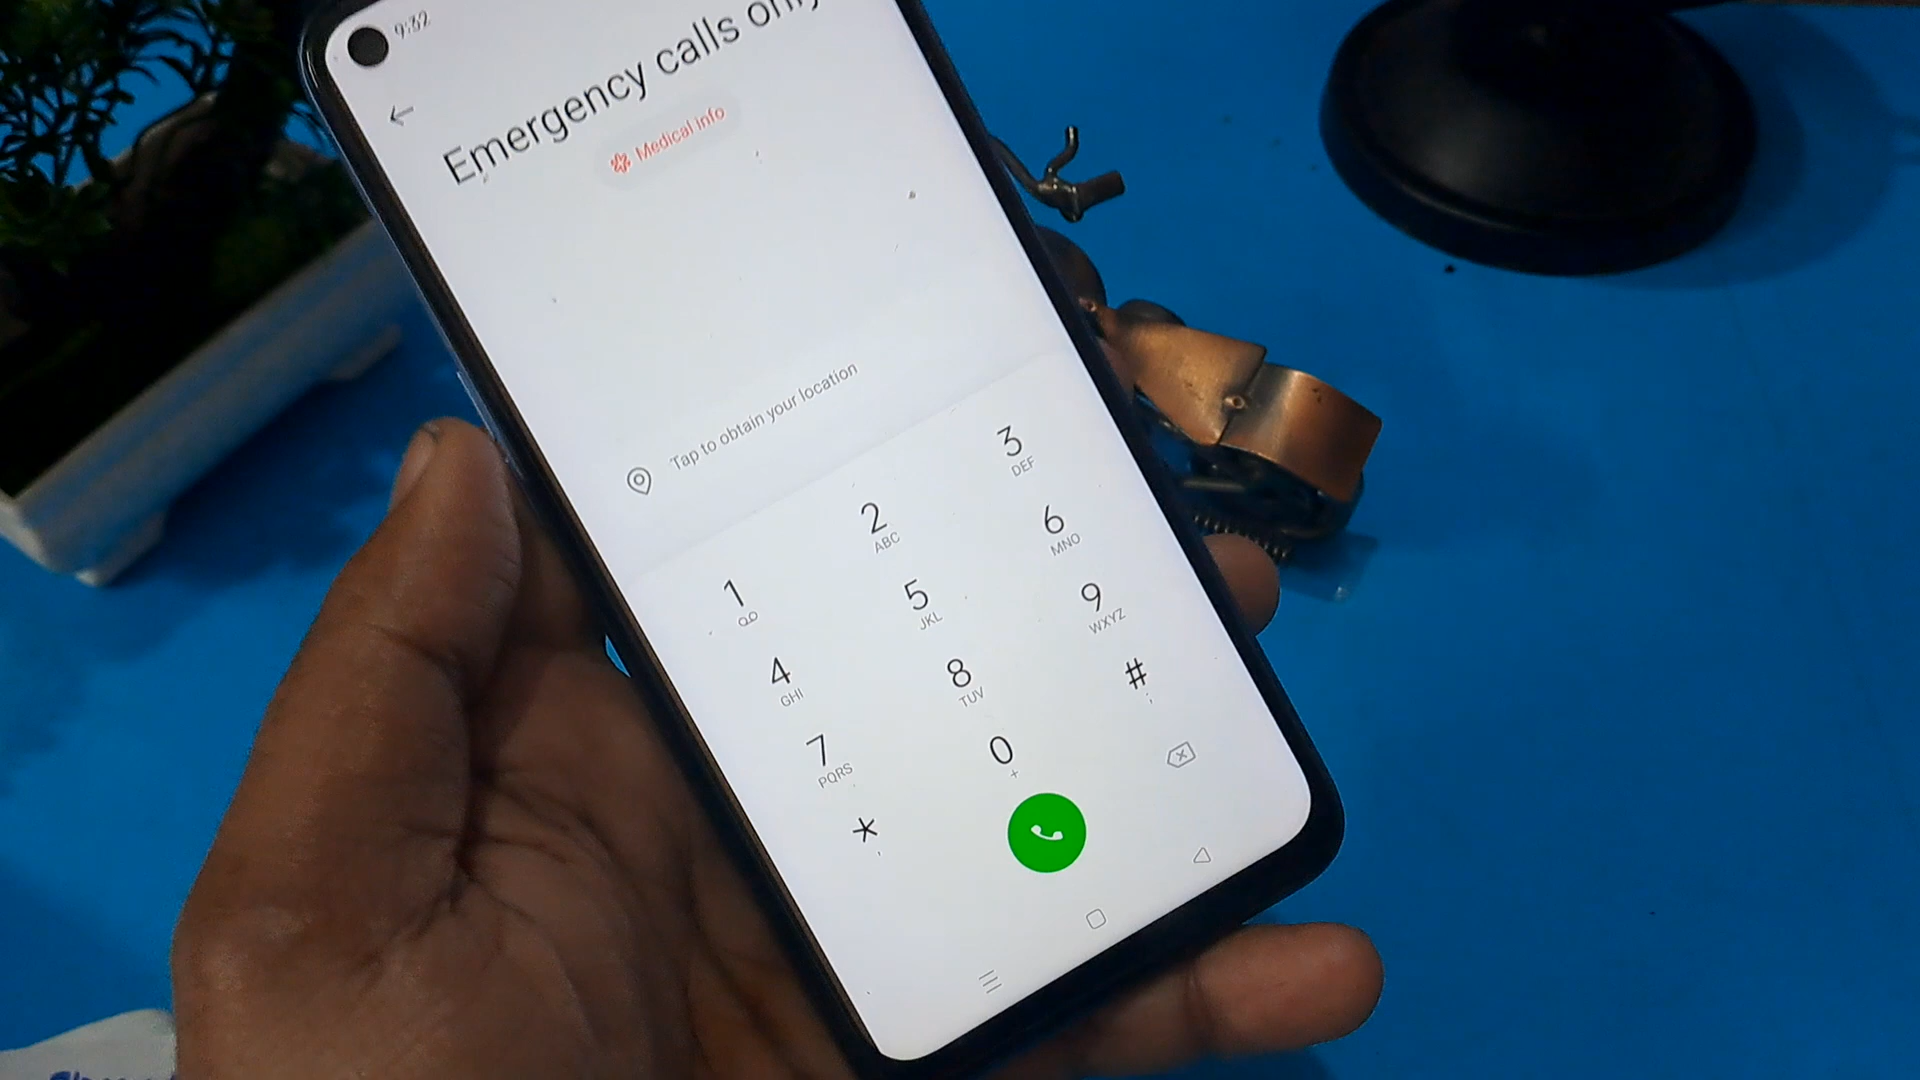 9:32
Emergency calls only
Medical info
Tap to obtain your location
1
2 ABC
3 DEF
4 GHI
5 JKL
6 MNO
7 PQRS
8 TUV
9 WXYZ
* ,
0 +
# ;